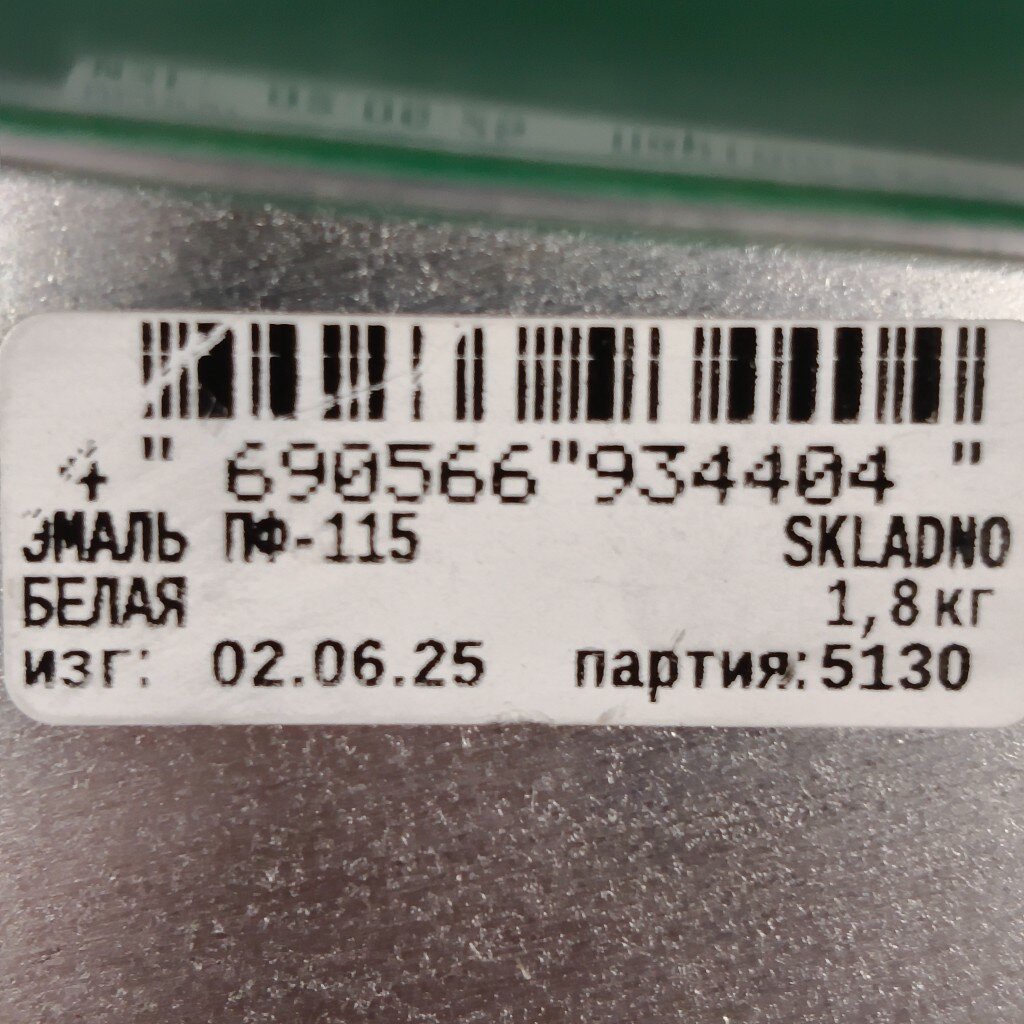 4 " 690566"934404 "
ЭМАЛЬ ПФ-115 SKLADNO
БЕЛАЯ 1,8 кг
изг: 02.06.25 партия:5130